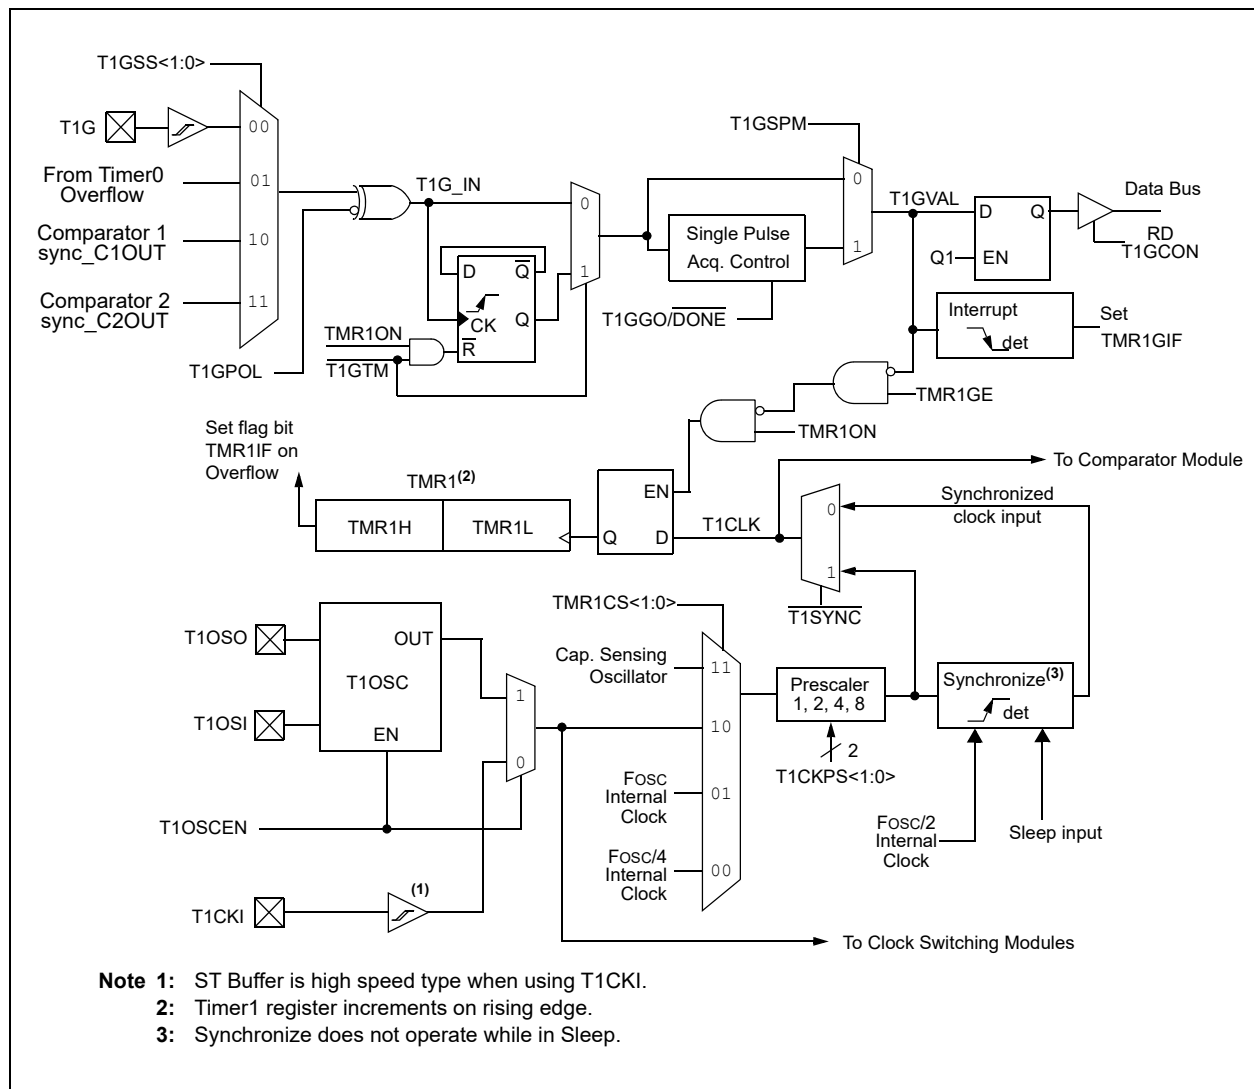 T1GSS<1:0>
T1G
00
From Timer0
Overflow
01
Comparator 1
sync_C1OUT
10
Comparator 2
sync_C2OUT
11
T1GPOL
T1G_IN
0
1
D
Q
CK
Q
R
TMR1ON
T1GTM
T1GSPM
0
1
Single Pulse
Acq. Control
T1GGO/DONE
T1GVAL
D
Q
Q1
EN
Data Bus
RD
T1GCON
Interrupt
det
Set
TMR1GIF
TMR1GE
TMR1ON
Set flag bit
TMR1IF on
Overflow
TMR1(2)
TMR1H
TMR1L
EN
Q
D
T1CLK
To Comparator Module
0
1
T1SYNC
Synchronized
clock input
T1OSO
T1OSI
OUT
T1OSC
EN
1
0
T1OSCEN
T1CKI
(1)
TMR1CS<1:0>
Cap. Sensing
Oscillator
11
10
FOSC
Internal
Clock
01
FOSC/4
Internal
Clock
00
Prescaler
1, 2, 4, 8
2
T1CKPS<1:0>
Synchronize(3)
det
FOSC/2
Internal
Clock
Sleep input
To Clock Switching Modules
Note 1: ST Buffer is high speed type when using T1CKI.
2: Timer1 register increments on rising edge.
3: Synchronize does not operate while in Sleep.